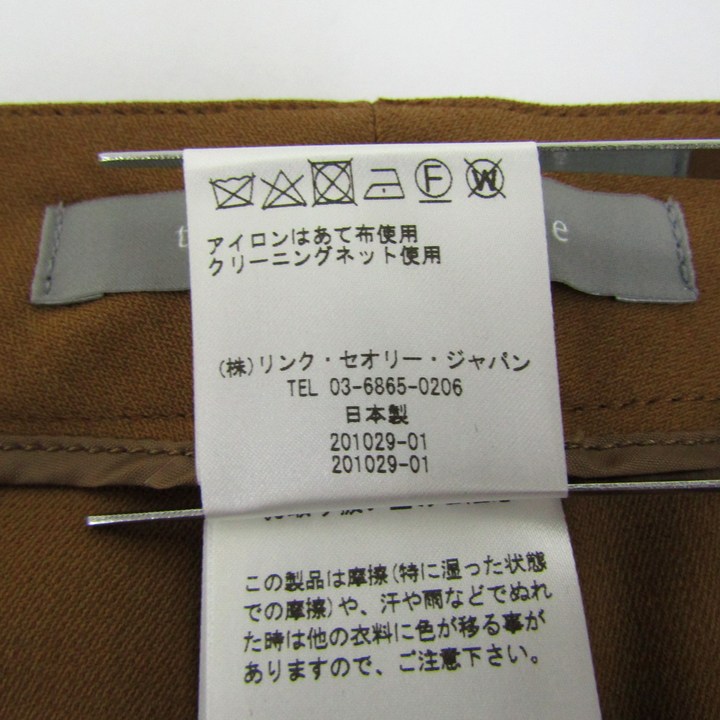 t e
F W
アイロンはあて布使用
クリーニングネット使用
(株)リンク・セオリー・ジャパン
TEL 03-6865-0206
日本製
201029-01
201029-01
この製品は摩擦(特に湿った状態
での摩擦)や、汗や雨などでぬれ
た時は他の衣料に色が移る事が
ありますので、ご注意下さい。